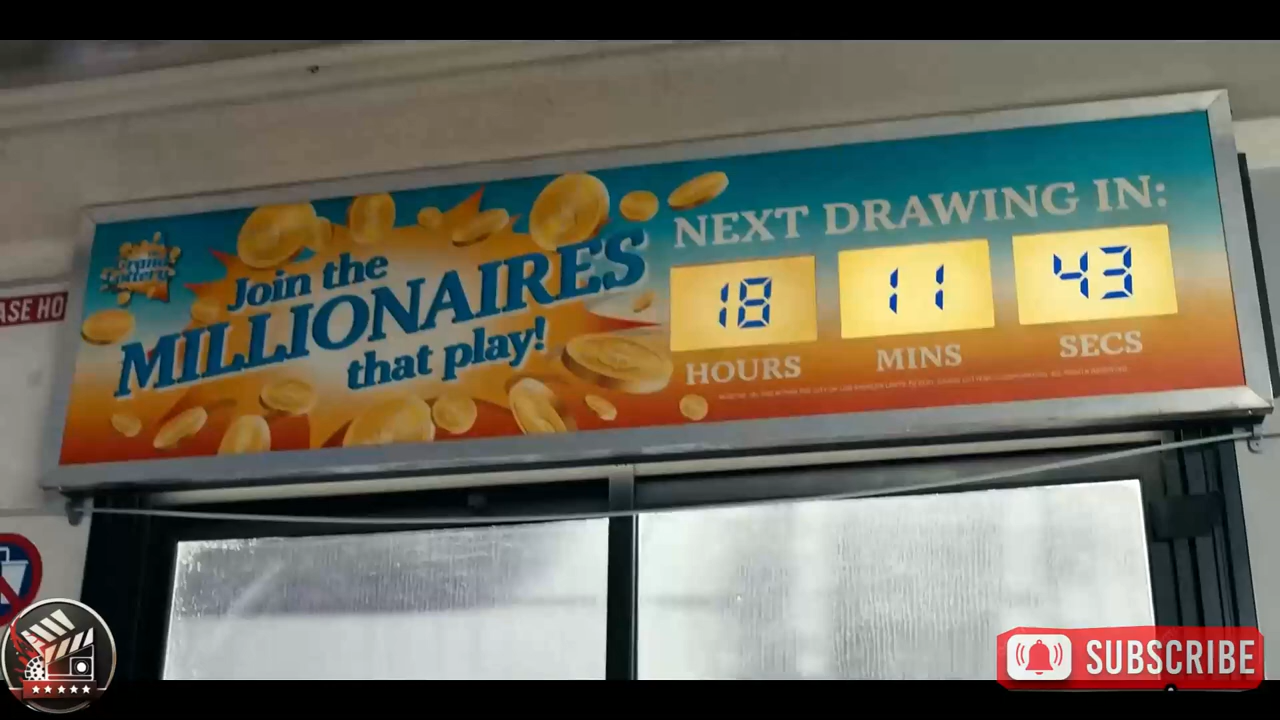 Grand
Lottery
Join the
MILLIONAIRES
that play!
NEXT DRAWING IN:
18
11
43
HOURS
MINS
SECS
ASE HO
SUBSCRIBE